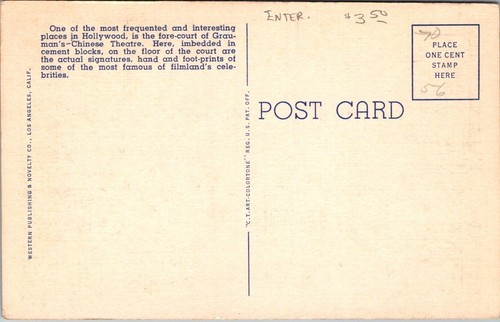 ENTER. $3.50
One of the most frequented and interesting
places in Hollywood, is the fore-court of Grau-
man's-Chinese Theatre. Here, imbedded in
cement blocks, on the floor of the court are
the actual signatures, hand and foot-prints of
some of the most famous of filmland's cele-
brities.
PLACE
ONE CENT
STAMP
HERE
56
POST CARD
WESTERN PUBLISHING & NOVELTY CO., LOS ANGELES, CALIF.
"C.T. ART-COLORTONE" REG. U.S. PAT. OFF.